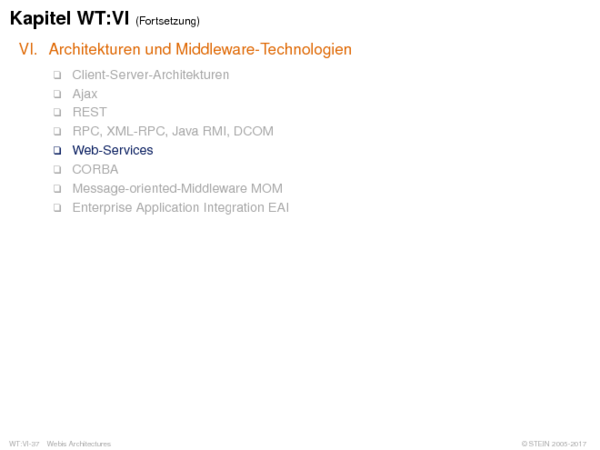 Kapitel WT:VI (Fortsetzung)
VI. Architekturen und Middleware-Technologien
❑ Client-Server-Architekturen
❑ Ajax
❑ REST
❑ RPC, XML-RPC, Java RMI, DCOM
❑ Web-Services
❑ CORBA
❑ Message-oriented-Middleware MOM
❑ Enterprise Application Integration EAI
WT:VI-37 Webis Architectures © STEIN 2005-2017